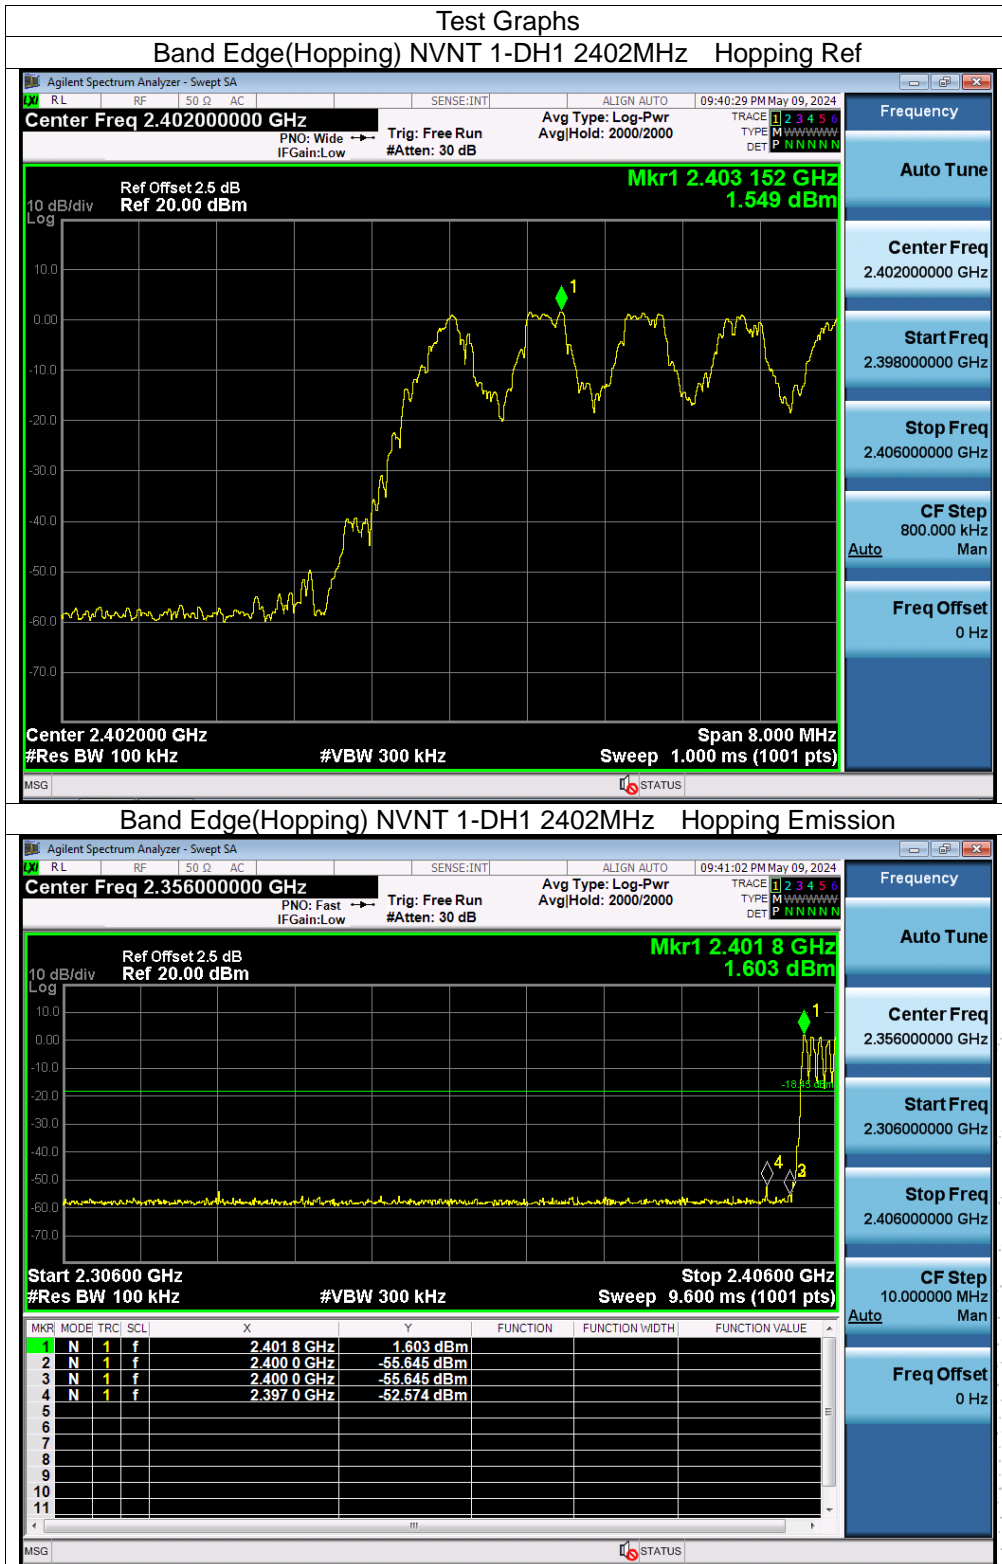 Test Graphs
Band Edge(Hopping) NVNT 1-DH1 2402MHz Hopping Ref
Agilent Spectrum Analyzer - Swept SA
LXI RL RF 50 Ω AC SENSE:INT ALIGN AUTO 09:40:29 PM May 09, 2024
Center Freq 2.402000000 GHz
PNO: Wide
IFGain:Low
Trig: Free Run
#Atten: 30 dB
Avg Type: Log-Pwr
Avg|Hold: 2000/2000
TRACE 1 2 3 4 5 6
TYPE M WWWWW
DET P N N N N N
Mkr1 2.403 152 GHz
1.549 dBm
Ref Offset 2.5 dB
Ref 20.00 dBm
10 dB/div
Log
10.0
0.00
-10.0
-20.0
-30.0
-40.0
-50.0
-60.0
-70.0
1
Center 2.402000 GHz
Span 8.000 MHz
#Res BW 100 kHz
#VBW 300 kHz
Sweep 1.000 ms (1001 pts)
MSG
STATUS
Frequency
Auto Tune
Center Freq
2.402000000 GHz
Start Freq
2.398000000 GHz
Stop Freq
2.406000000 GHz
CF Step
800.000 kHz
Auto Man
Freq Offset
0 Hz
Band Edge(Hopping) NVNT 1-DH1 2402MHz Hopping Emission
Agilent Spectrum Analyzer - Swept SA
LXI RL RF 50 Ω AC SENSE:INT ALIGN AUTO 09:41:02 PM May 09, 2024
Center Freq 2.356000000 GHz
PNO: Fast
IFGain:Low
Trig: Free Run
#Atten: 30 dB
Avg Type: Log-Pwr
Avg|Hold: 2000/2000
TRACE 1 2 3 4 5 6
TYPE M WWWWW
DET P N N N N N
Mkr1 2.401 8 GHz
1.603 dBm
Ref Offset 2.5 dB
Ref 20.00 dBm
10 dB/div
Log
10.0
0.00
-10.0
-20.0
-30.0
-40.0
-50.0
-60.0
-70.0
1
-18.45 dBm
4
3
Start 2.30600 GHz
Stop 2.40600 GHz
#Res BW 100 kHz
#VBW 300 kHz
Sweep 9.600 ms (1001 pts)
MKR MODE TRC SCL X Y FUNCTION FUNCTION WIDTH FUNCTION VALUE
1 N 1 f 2.401 8 GHz 1.603 dBm
2 N 1 f 2.400 0 GHz -55.645 dBm
3 N 1 f 2.400 0 GHz -55.645 dBm
4 N 1 f 2.397 0 GHz -52.574 dBm
5
6
7
8
9
10
11
MSG
STATUS
Frequency
Auto Tune
Center Freq
2.356000000 GHz
Start Freq
2.306000000 GHz
Stop Freq
2.406000000 GHz
CF Step
10.000000 MHz
Auto Man
Freq Offset
0 Hz